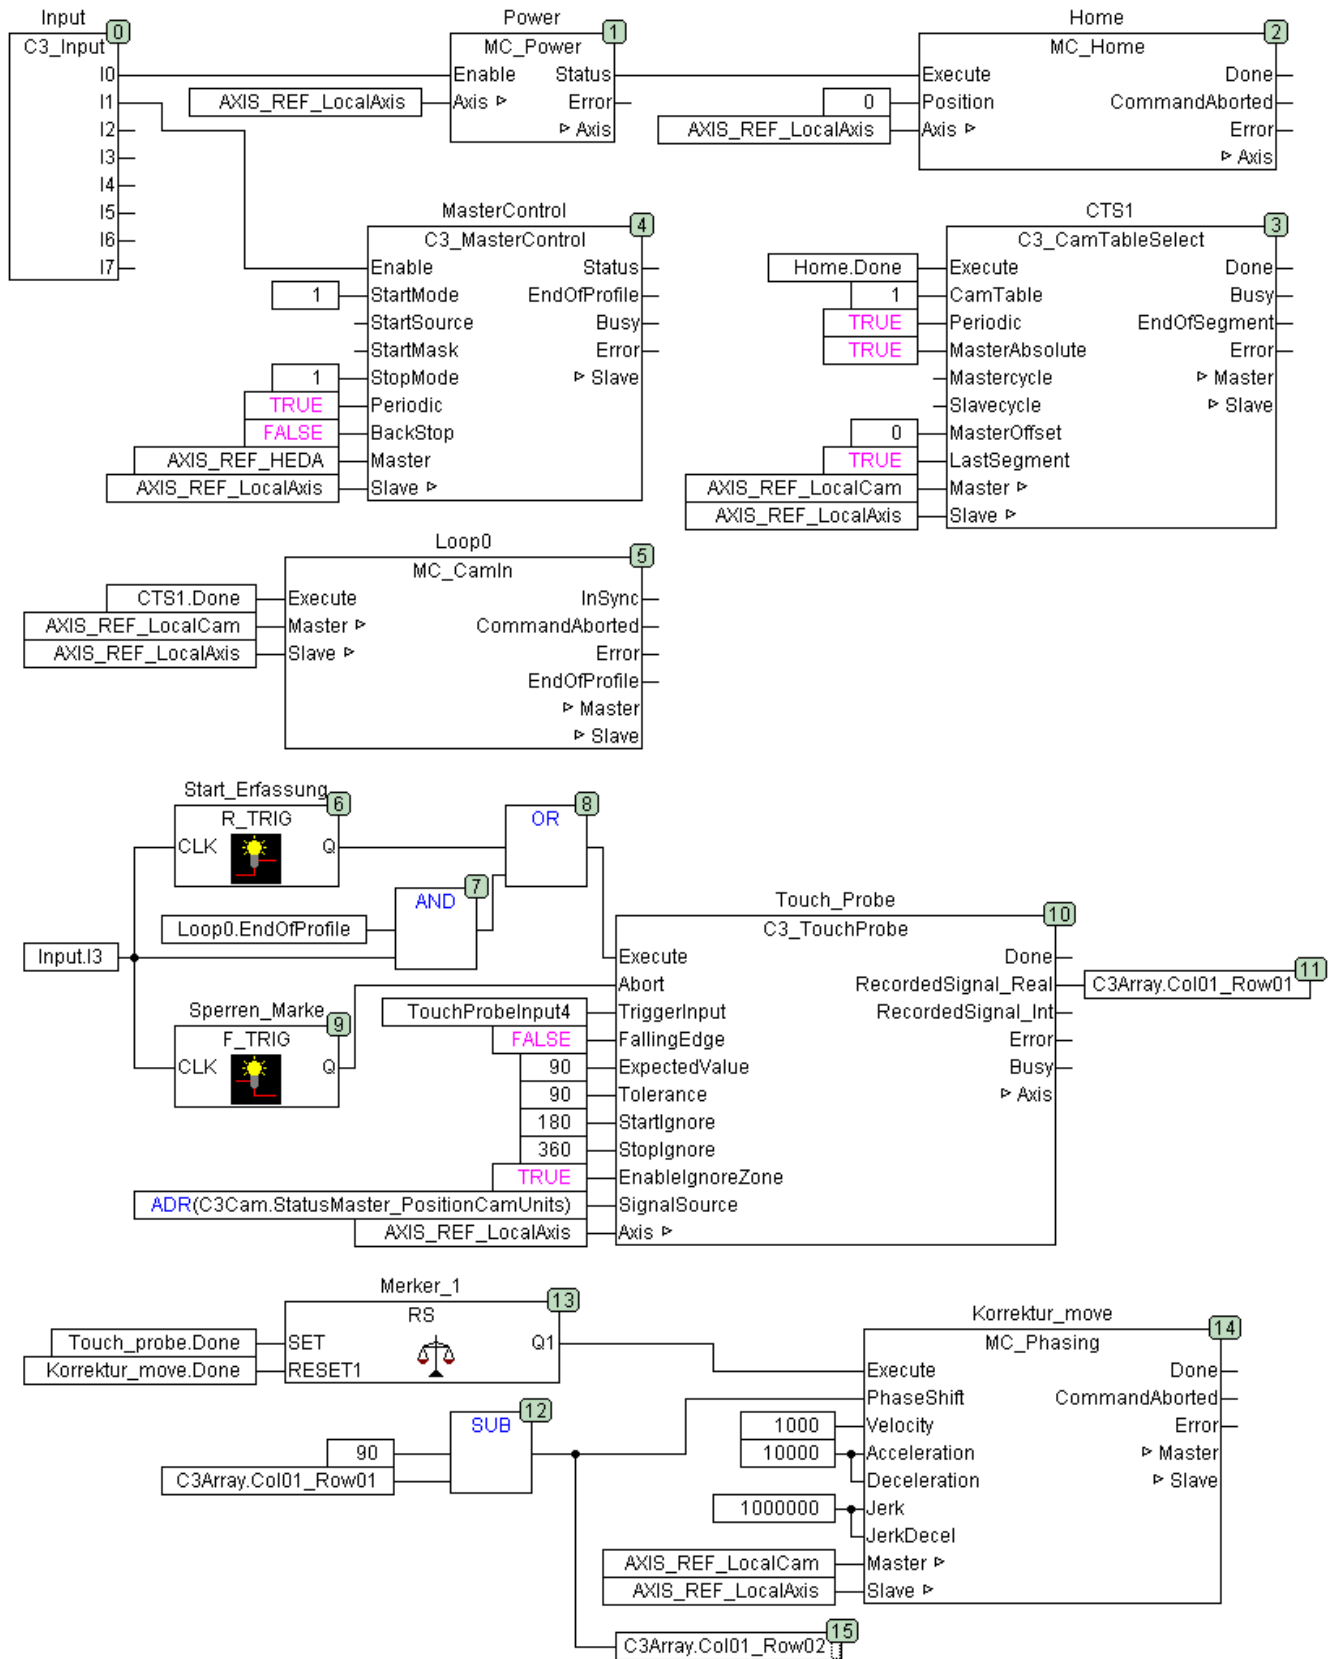 Input
0
C3_Input
I0
I1
I2
I3
I4
I5
I6
I7
Power
1
MC_Power
Enable Status
AXIS_REF_LocalAxis Axis Error
Axis
Home
2
MC_Home
Execute Done
0 Position CommandAborted
AXIS_REF_LocalAxis Axis Error
Axis
MasterControl
4
C3_MasterControl
Enable Status
1 StartMode EndOfProfile
StartSource Busy
StartMask Error
1 StopMode Slave
TRUE Periodic
FALSE BackStop
AXIS_REF_HEDA Master
AXIS_REF_LocalAxis Slave
CTS1
3
C3_CamTableSelect
Home.Done Execute Done
1 CamTable Busy
TRUE Periodic EndOfSegment
TRUE MasterAbsolute Error
Mastercycle Master
Slavecycle Slave
0 MasterOffset
TRUE LastSegment
AXIS_REF_LocalCam Master
AXIS_REF_LocalAxis Slave
Loop0
5
MC_CamIn
CTS1.Done Execute InSync
AXIS_REF_LocalCam Master CommandAborted
AXIS_REF_LocalAxis Slave Error
EndOfProfile
Master
Slave
Start_Erfassung
6
R_TRIG
CLK Q
8
OR
7
AND
Loop0.EndOfProfile
Input.I3
Sperren_Marke
9
F_TRIG
CLK Q
Touch_Probe
10
C3_TouchProbe
Execute Done
Abort RecordedSignal_Real
11
C3Array.Col01_Row01
TouchProbeInput4 TriggerInput RecordedSignal_Int
FALSE FallingEdge Error
90 ExpectedValue Busy
90 Tolerance Axis
180 StartIgnore
360 StopIgnore
TRUE EnableIgnoreZone
ADR(C3Cam.StatusMaster_PositionCamUnits) SignalSource
AXIS_REF_LocalAxis Axis
Merker_1
13
RS
Touch_probe.Done SET Q1
Korrektur_move.Done RESET1
12
SUB
90
C3Array.Col01_Row01
Korrektur_move
14
MC_Phasing
Execute Done
PhaseShift CommandAborted
1000 Velocity Error
10000 Acceleration Master
Deceleration Slave
1000000 Jerk
JerkDecel
AXIS_REF_LocalCam Master
AXIS_REF_LocalAxis Slave
15
C3Array.Col01_Row02